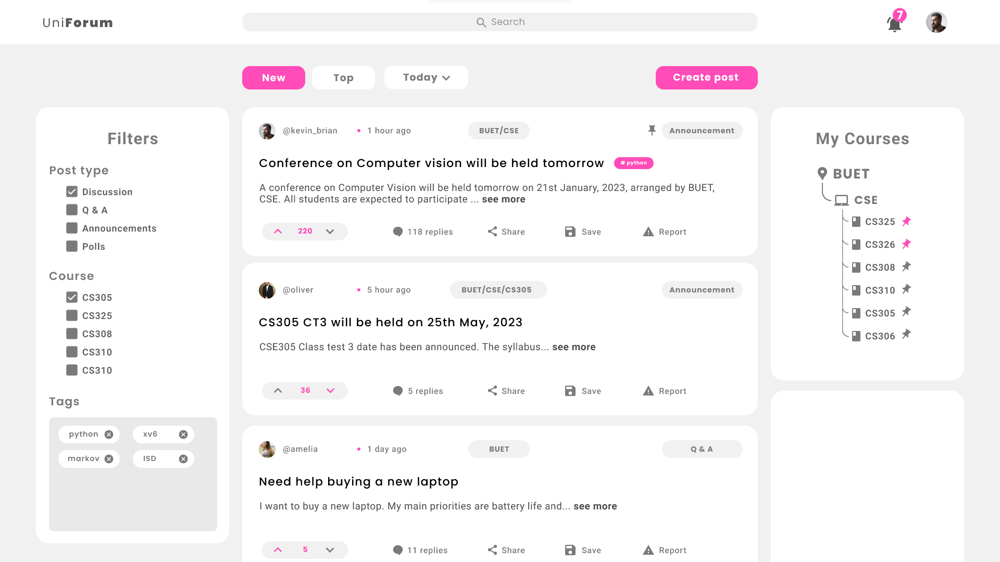 UniForum
Search
7
New
Top
Today
Create post
Filters
Post type
Discussion
Q & A
Announcements
Polls
Course
CS305
CS325
CS308
CS310
CS310
Tags
python
xv6
markov
ISD
@kevin_brian
1 hour ago
BUET/CSE
Announcement
Conference on Computer vision will be held tomorrow
# python
A conference on Computer Vision will be held tomorrow on 21st January, 2023, arranged by BUET,
CSE. All students are expected to participate ... see more
220
118 replies
Share
Save
Report
@oliver
5 hour ago
BUET/CSE/CS305
Announcement
CS305 CT3 will be held on 25th May, 2023
CSE305 Class test 3 date has been announced. The syllabus... see more
36
5 replies
Share
Save
Report
@amelia
1 day ago
BUET
Q & A
Need help buying a new laptop
I want to buy a new laptop. My main priorities are battery life and... see more
5
11 replies
Share
Save
Report
My Courses
BUET
CSE
CS325
CS326
CS308
CS310
CS305
CS306